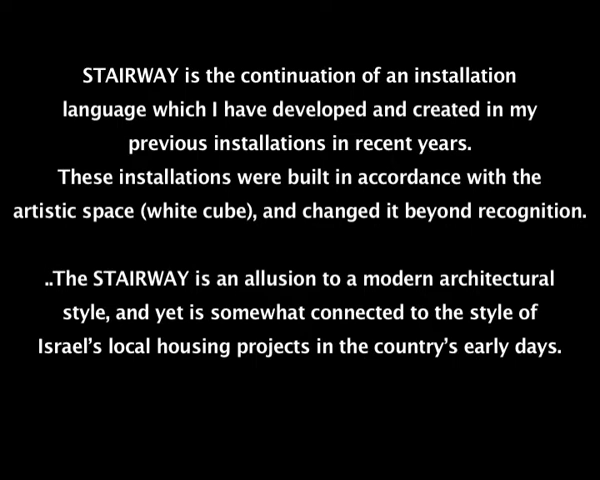 STAIRWAY is the continuation of an installation
language which I have developed and created in my
previous installations in recent years.
These installations were built in accordance with the
artistic space (white cube), and changed it beyond recognition.
..The STAIRWAY is an allusion to a modern architectural
style, and yet is somewhat connected to the style of
Israel’s local housing projects in the country’s early days.